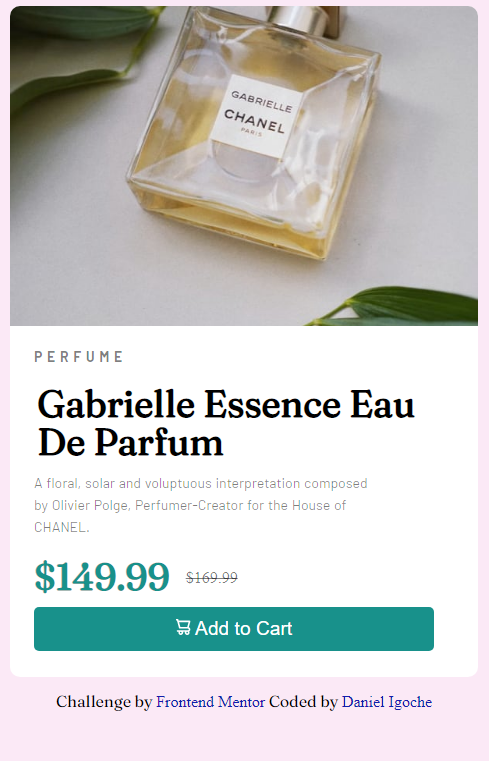 GABRIELLE
CHANEL
PARIS
PERFUME
Gabrielle Essence Eau
De Parfum
A floral, solar and voluptuous interpretation composed
by Olivier Polge, Perfumer-Creator for the House of
CHANEL.
$149.99 $169.99
Add to Cart
Challenge by Frontend Mentor Coded by Daniel Igoche